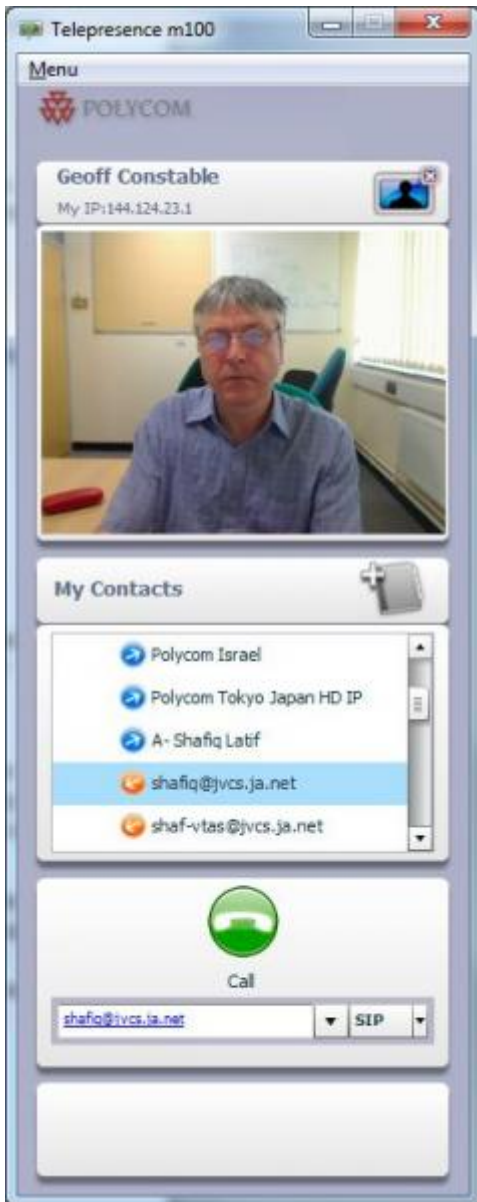 Telepresence m100
Menu
POLYCOM
Geoff Constable
My IP:144.124.23.1
My Contacts
Polycom Israel
Polycom Tokyo Japan HD IP
A- Shafiq Latif
shafiq@jvcs.ja.net
shaf-vtas@jvcs.ja.net
Call
shafiq@jvcs.ja.net SIP